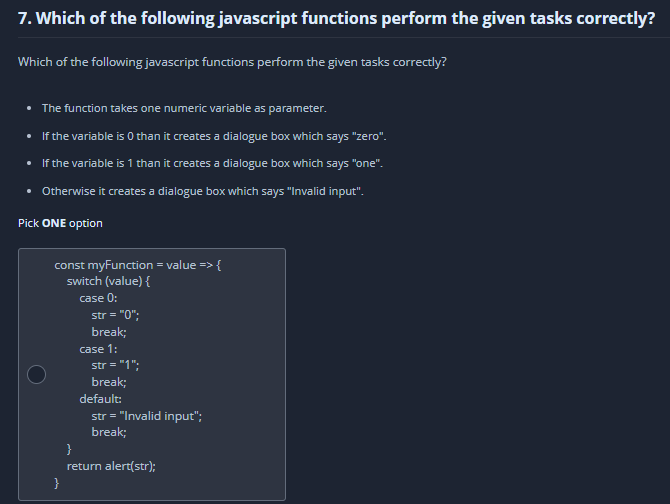 7. Which of the following javascript functions perform the given tasks correctly?
Which of the following javascript functions perform the given tasks correctly?
• The function takes one numeric variable as parameter.
• If the variable is 0 than it creates a dialogue box which says "zero".
• If the variable is 1 than it creates a dialogue box which says "one".
• Otherwise it creates a dialogue box which says "Invalid input".
Pick ONE option
const myFunction = value => {
switch (value) {
case 0:
str = "0";
break;
case 1:
str = "1";
break;
default:
str = "Invalid input";
break;
}
return alert(str);
}